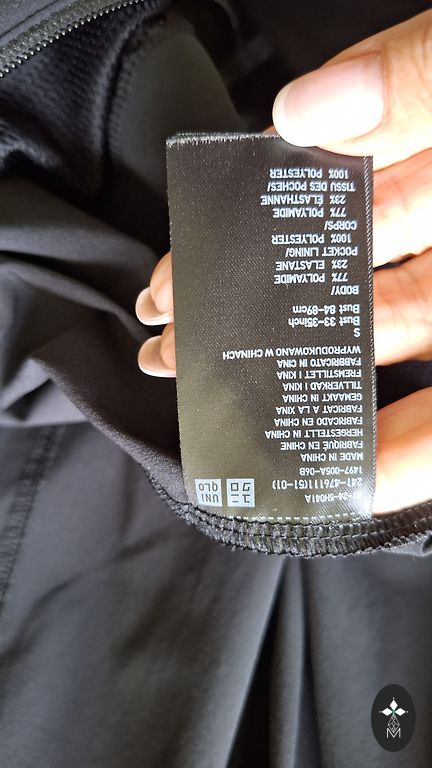 ユニ
クロ
UNI
QLO
07-24-5H041A
241-476111(51-01)
1497-005A-06B
MADE IN CHINA
FABRIQUÉ EN CHINE
HERGESTELLT IN CHINA
FABRICADO EN CHINA
FABRICAT A LA XINA
GEMAAKT IN CHINA
TILLVERKAD I KINA
FREMSTILLET I KINA
FABBRICATO IN CINA
WYPRODUKOWANO W CHINACH
S
Bust 33-35inch
Bust 84-89cm
BODY/
77% POLYAMIDE
23% ELASTANE
POCKET LINING/
100% POLYESTER
CORPS/
77% POLYAMIDE
23% ÉLASTHANNE
TISSU DES POCHES/
100% POLYESTER
M